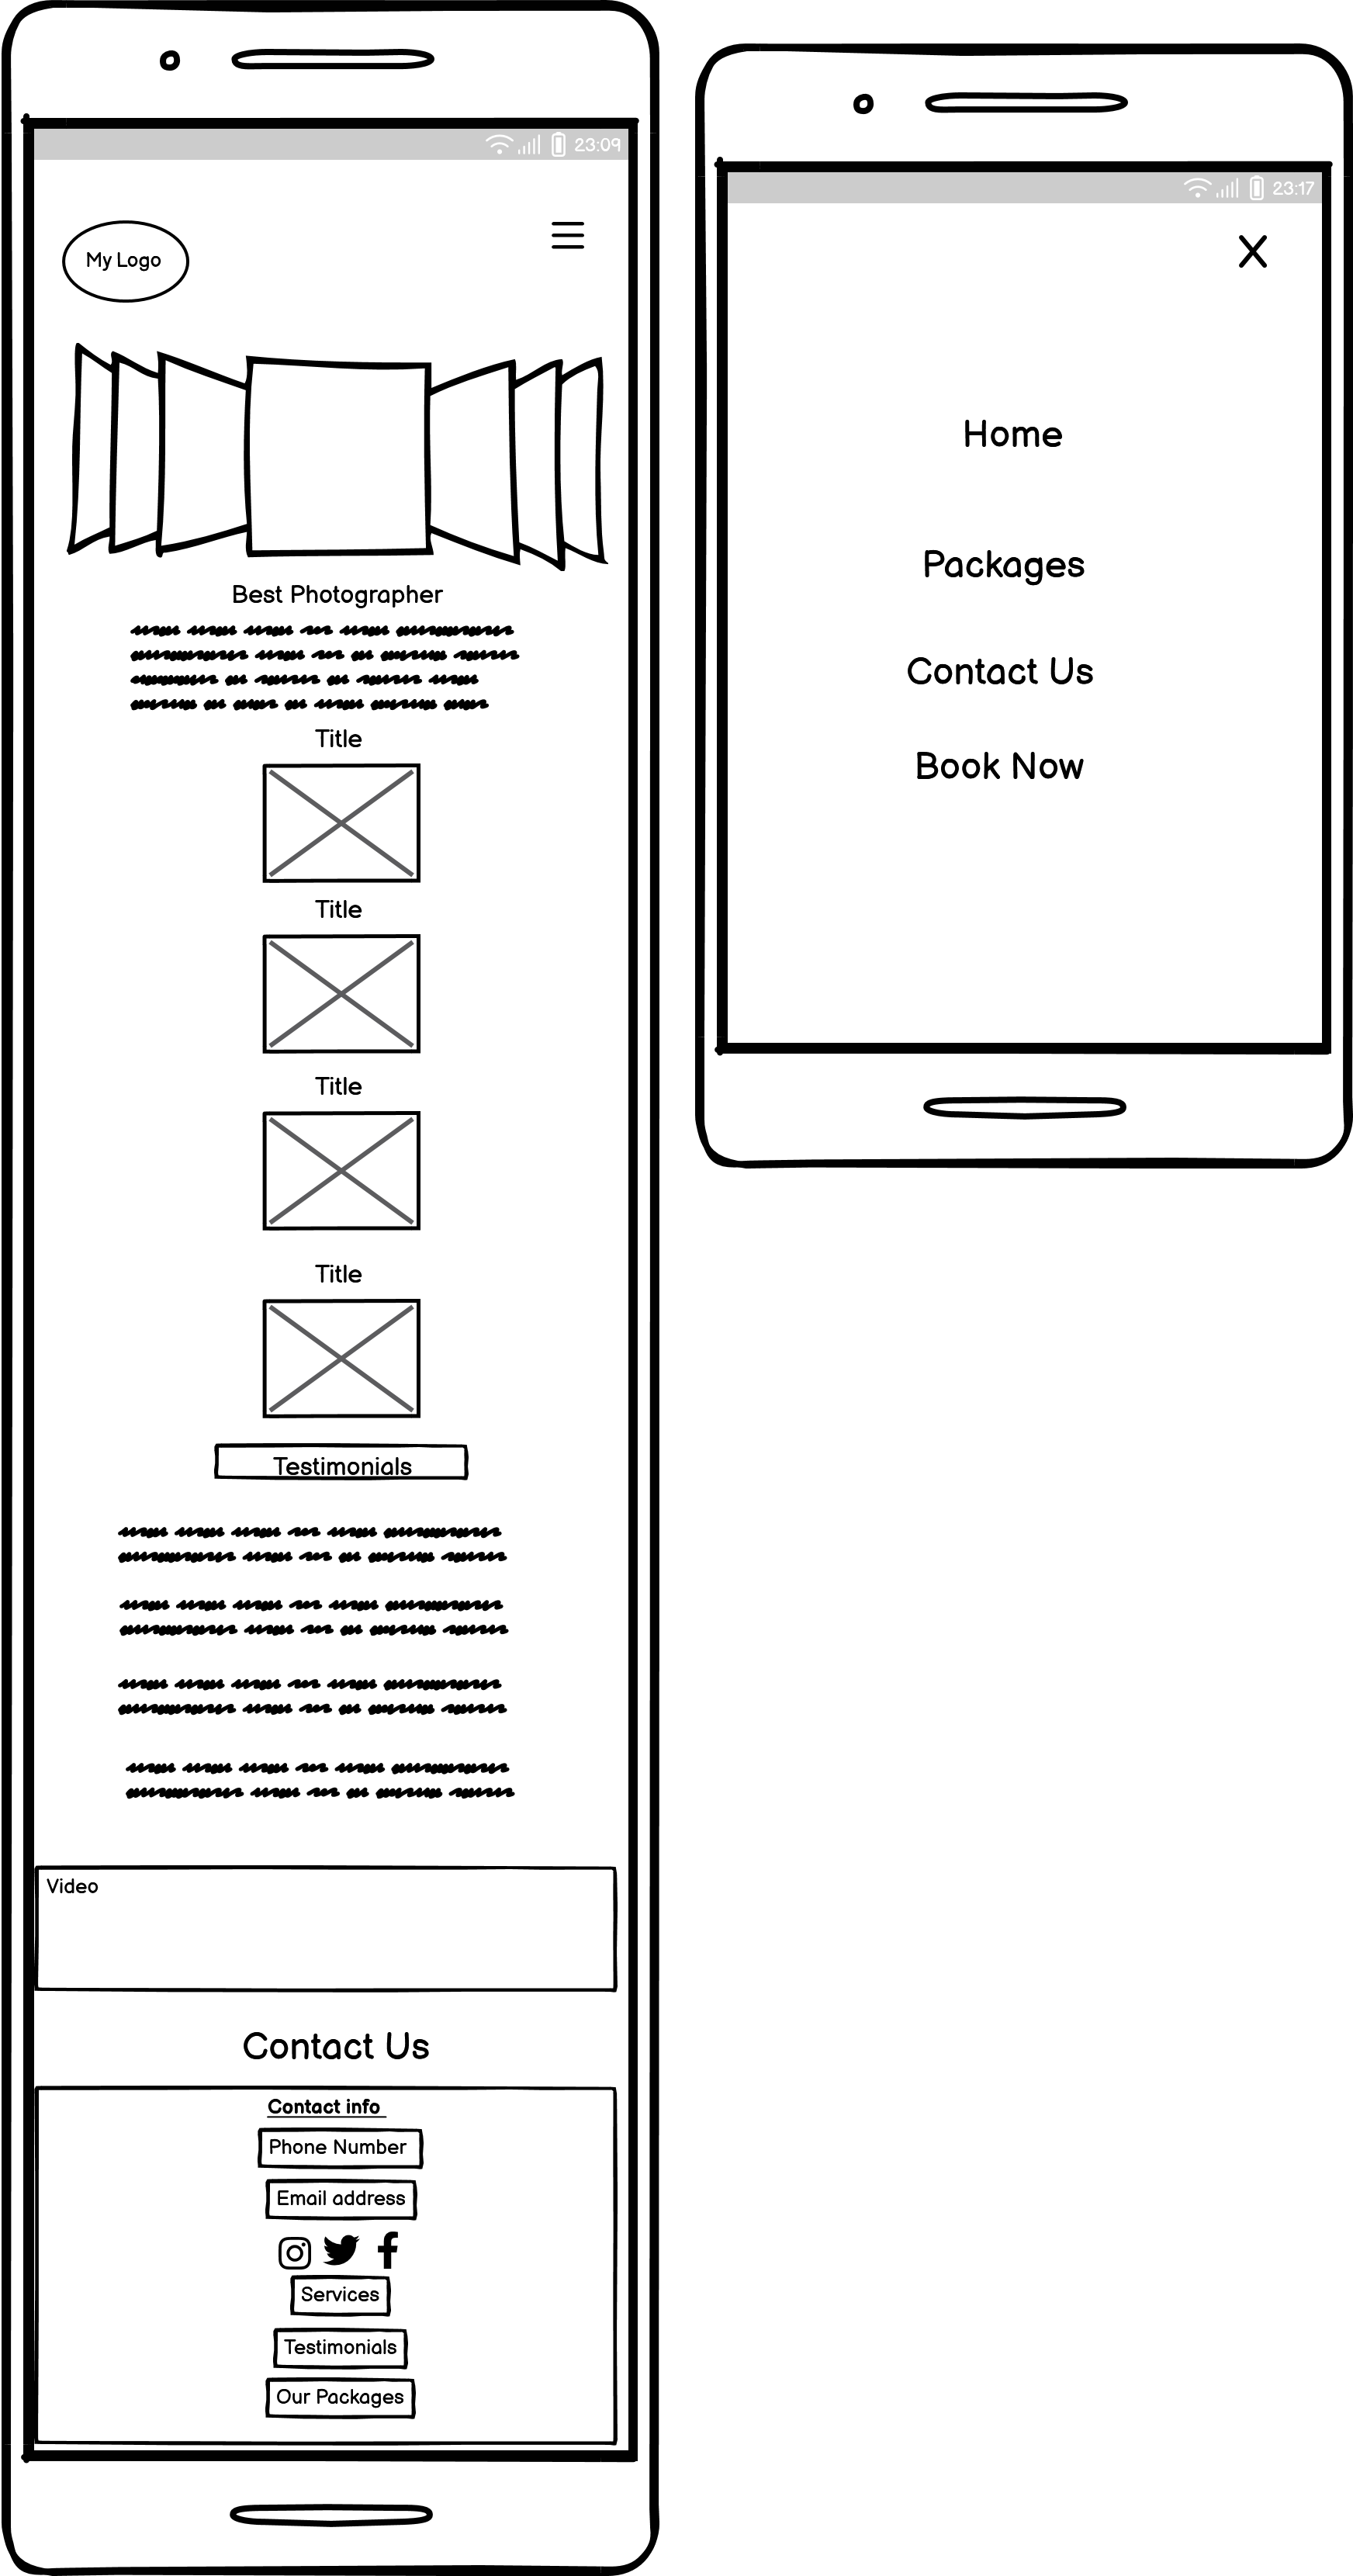 23:09
My Logo
Best Photographer
Title
Title
Title
Title
Testimonials
Video
Contact Us
Contact info
Phone Number
Email address
Services
Testimonials
Our Packages
23:17
X
Home
Packages
Contact Us
Book Now